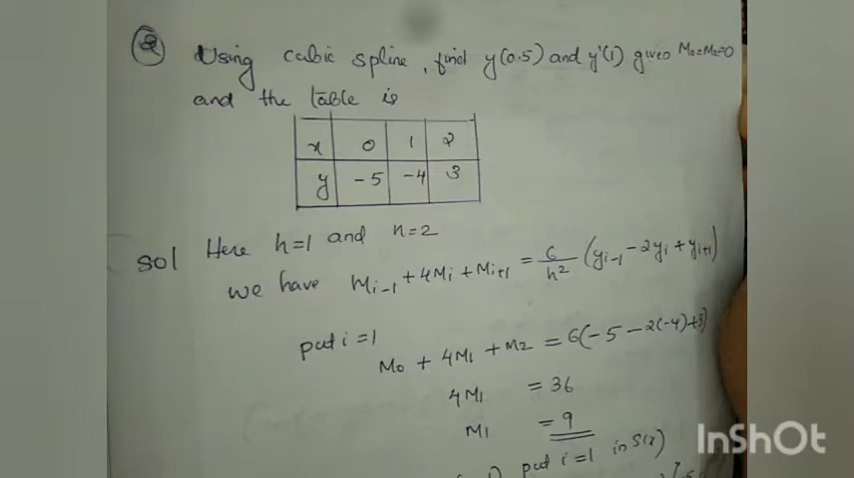 Q Using cubic spline, find y(0.5) and y'(1) given M₀=M₂=0
and the table is
x 0 1 2
y -5 -4 3
Sol Here h=1 and n=2
we have Mi-1 + 4Mi + Mi+1 = 6/h² (yi-1 - 2yi + yi+1)
put i=1
M₀ + 4M₁ + M₂ = 6(-5 - 2(-4) + 3)
4M₁ = 36
M₁ = 9
put i=1 in S(x)
InShOt